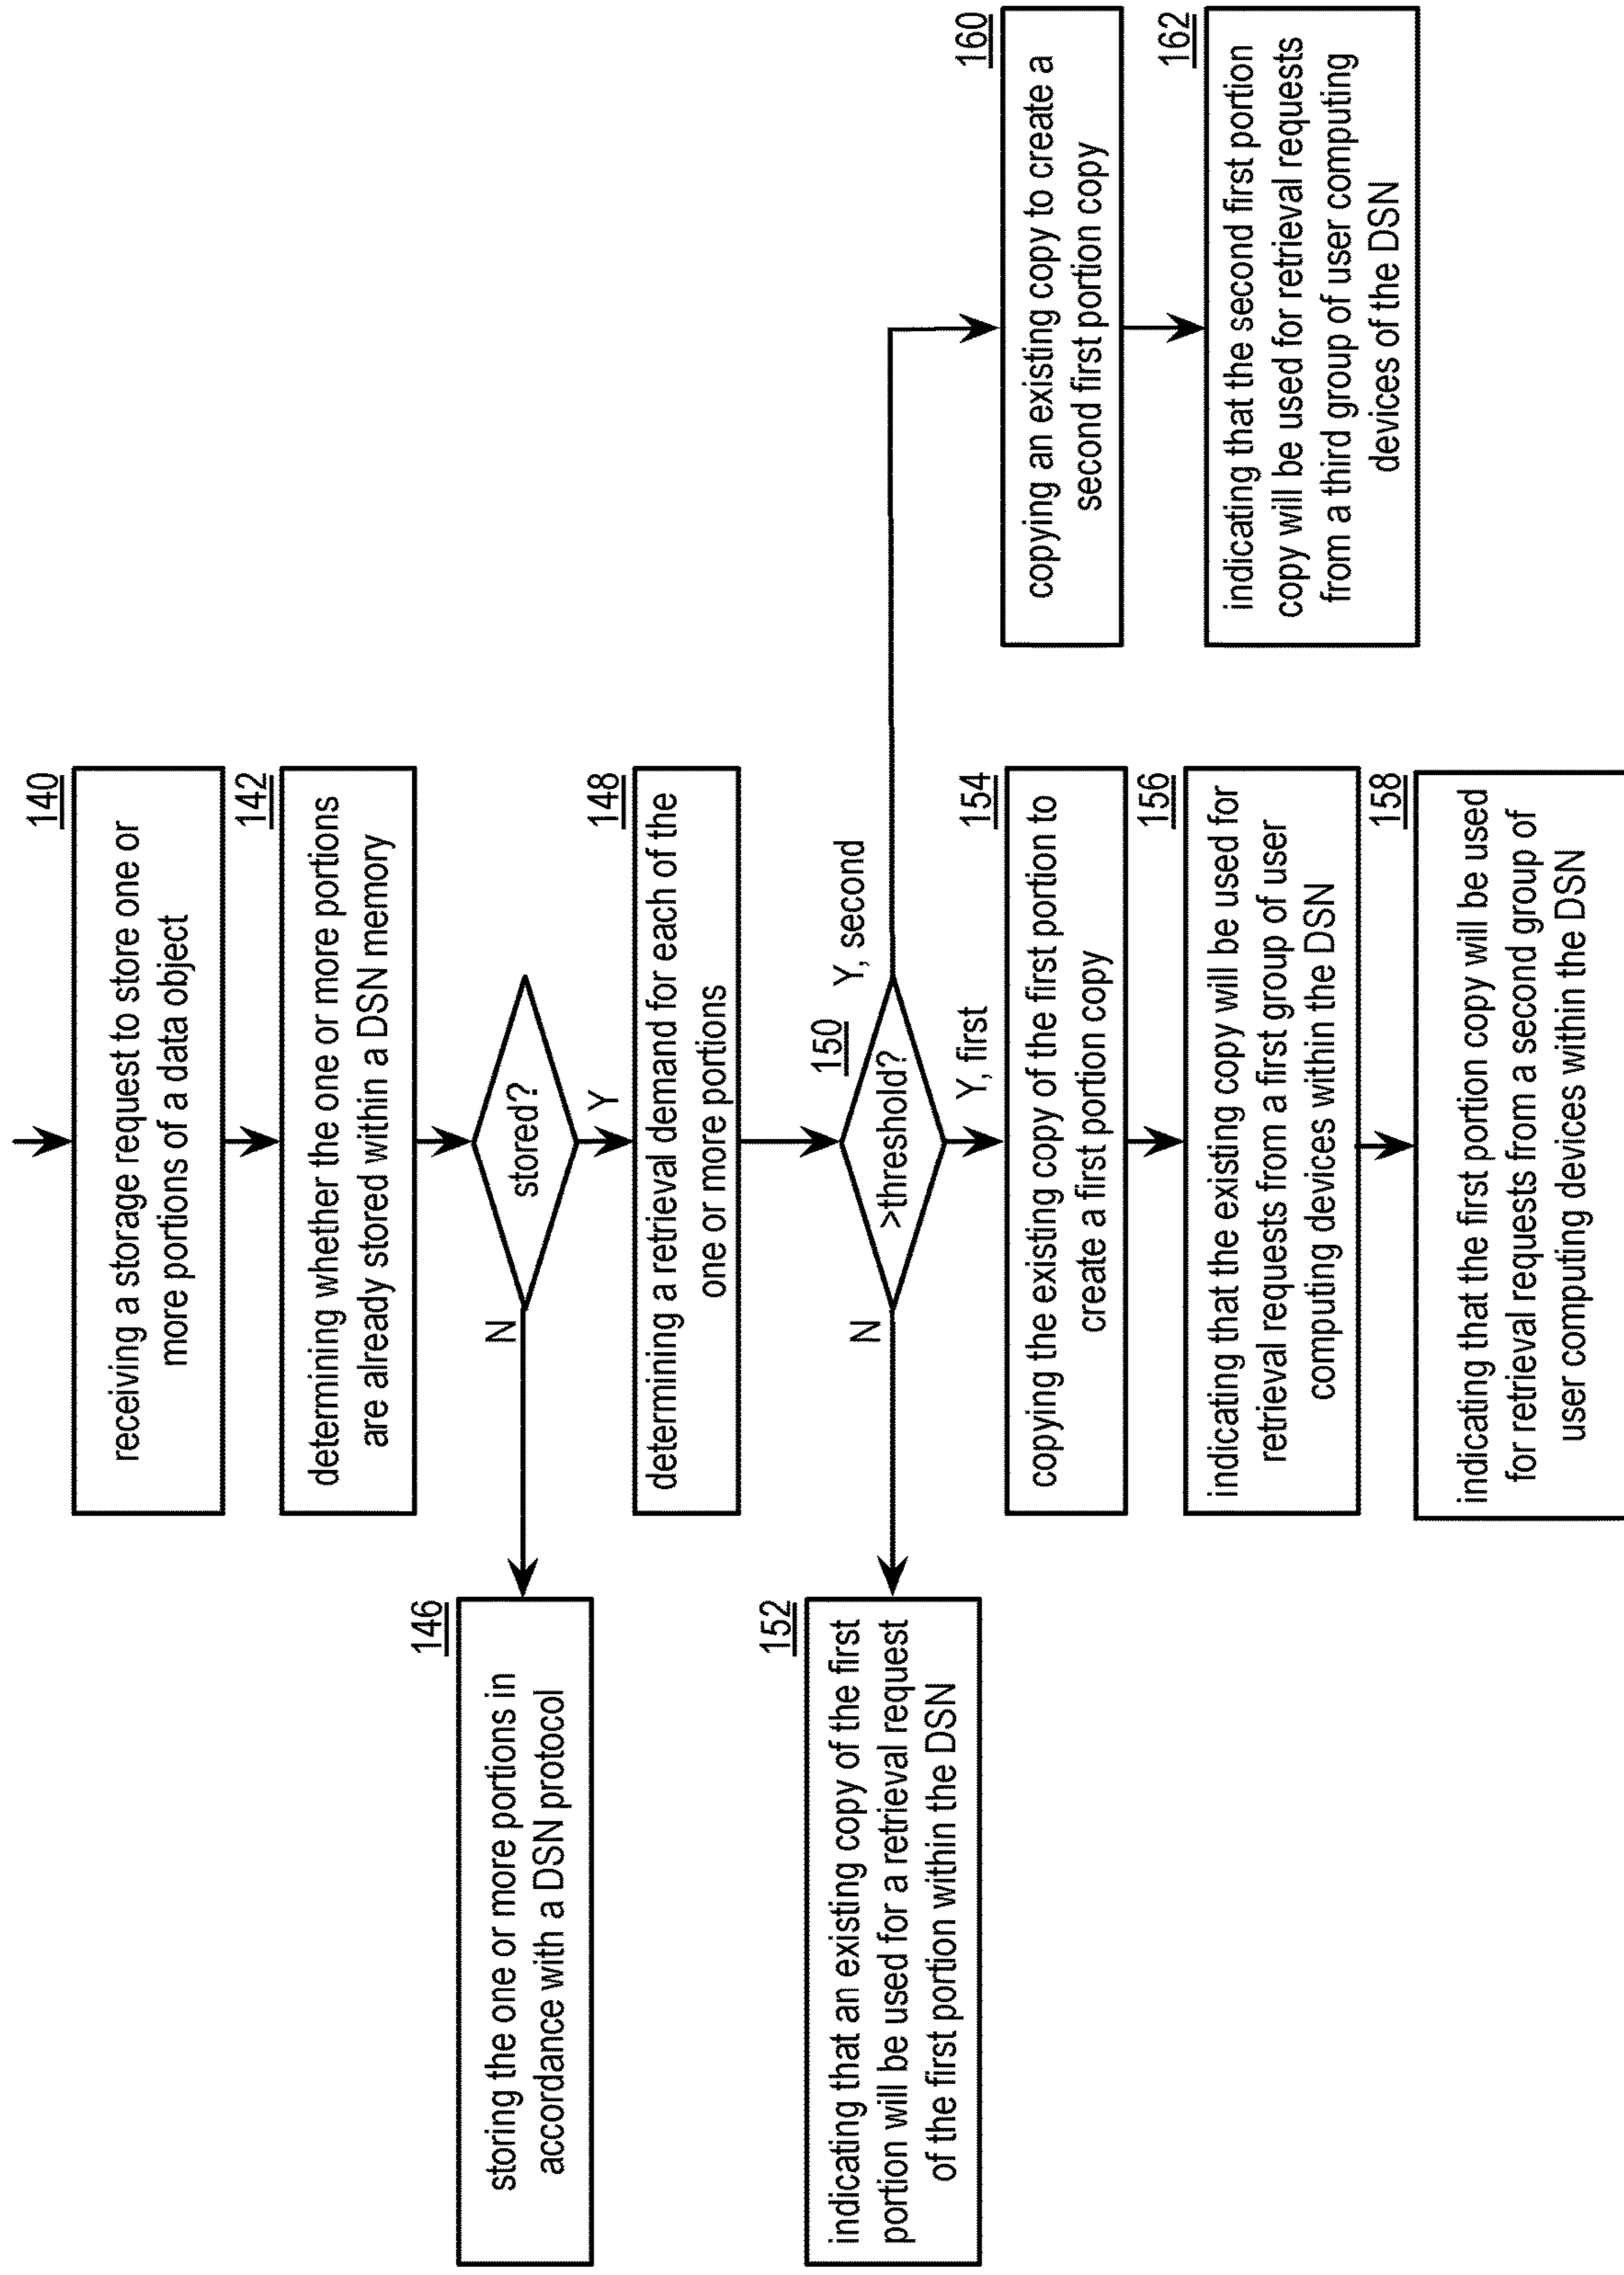 140
receiving a storage request to store one or
more portions of a data object
142
determining whether the one or more portions
are already stored within a DSN memory
stored?
N
Y
146
storing the one or more portions in
accordance with a DSN protocol
148
determining a retrieval demand for each of the
one or more portions
150
>threshold?
N
Y, first
Y, second
152
indicating that an existing copy of the first
portion will be used for a retrieval request
of the first portion within the DSN
154
copying the existing copy of the first portion to
create a first portion copy
156
indicating that the existing copy will be used for
retrieval requests from a first group of user
computing devices within the DSN
158
indicating that the first portion copy will be used
for retrieval requests from a second group of
user computing devices within the DSN
160
copying an existing copy to create a
second first portion copy
162
indicating that the second first portion
copy will be used for retrieval requests
from a third group of user computing
devices of the DSN